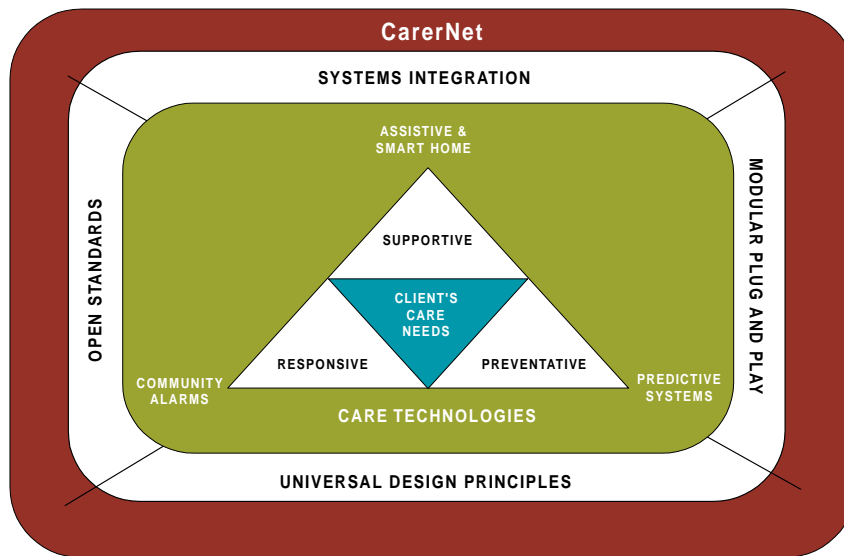 CarerNet
SYSTEMS INTEGRATION
ASSISTIVE &
SMART HOME
OPEN STANDARDS
MODULAR PLUG AND PLAY
SUPPORTIVE
CLIENT'S
CARE
NEEDS
RESPONSIVE
PREVENTATIVE
COMMUNITY
ALARMS
PREDICTIVE
SYSTEMS
CARE TECHNOLOGIES
UNIVERSAL DESIGN PRINCIPLES